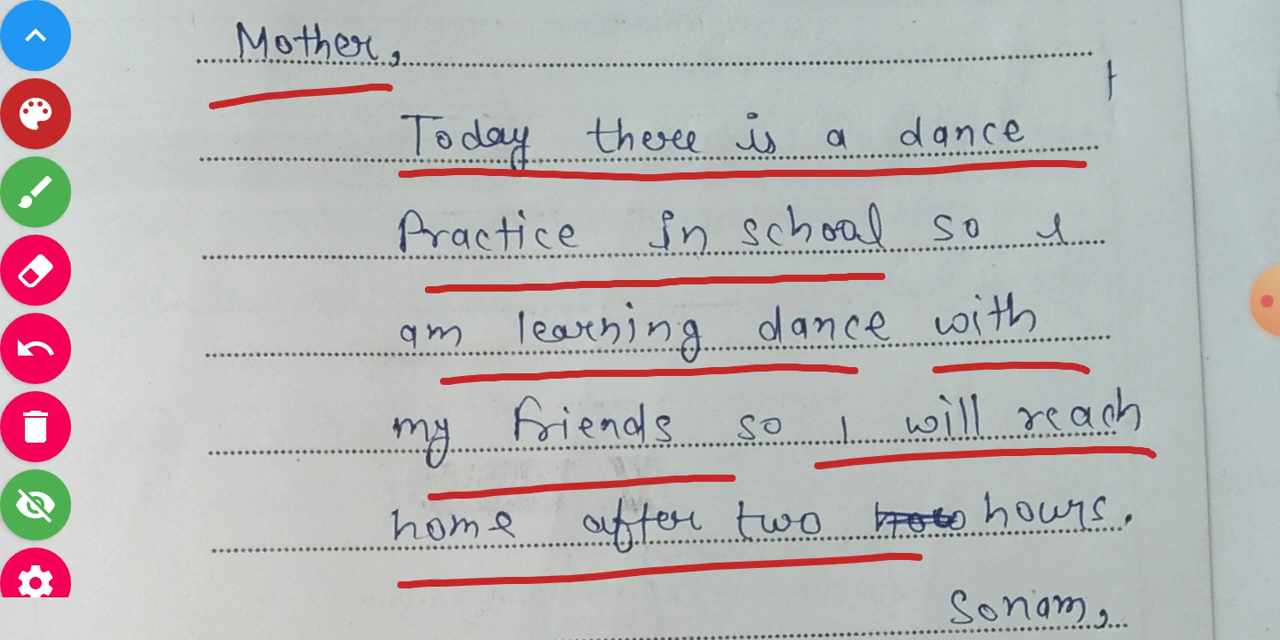 Mother,
Today there is a dance
Practice in school so I
am learning dance with
my friends so I will reach
home after two hours.
Sonam,